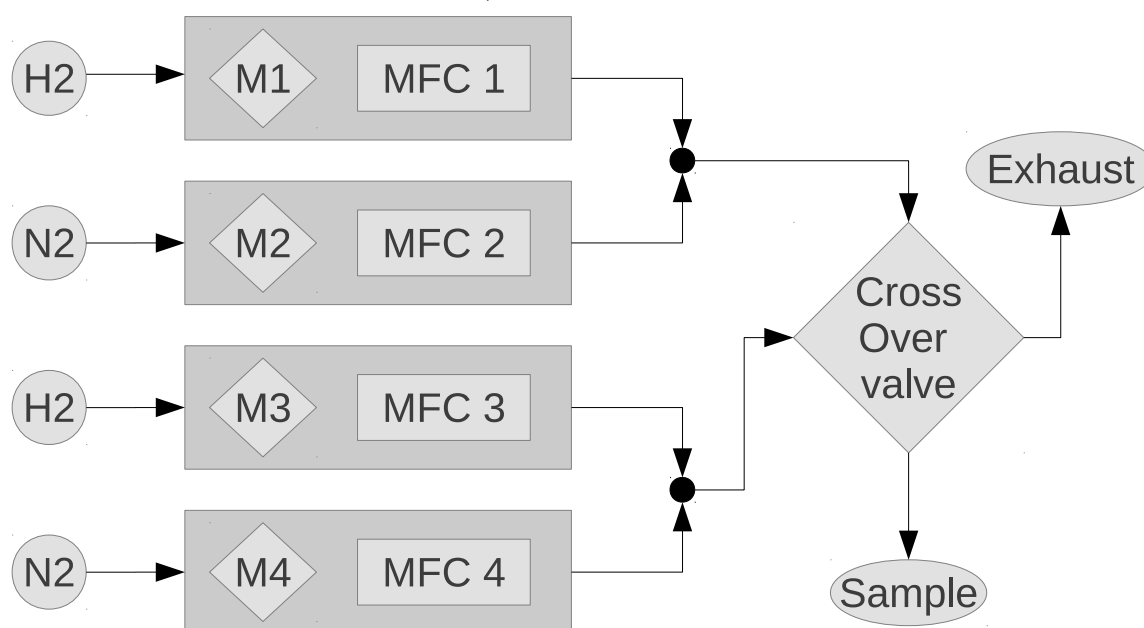 H2
M1
MFC 1
N2
M2
MFC 2
Exhaust
Cross
Over
valve
H2
M3
MFC 3
N2
M4
MFC 4
Sample